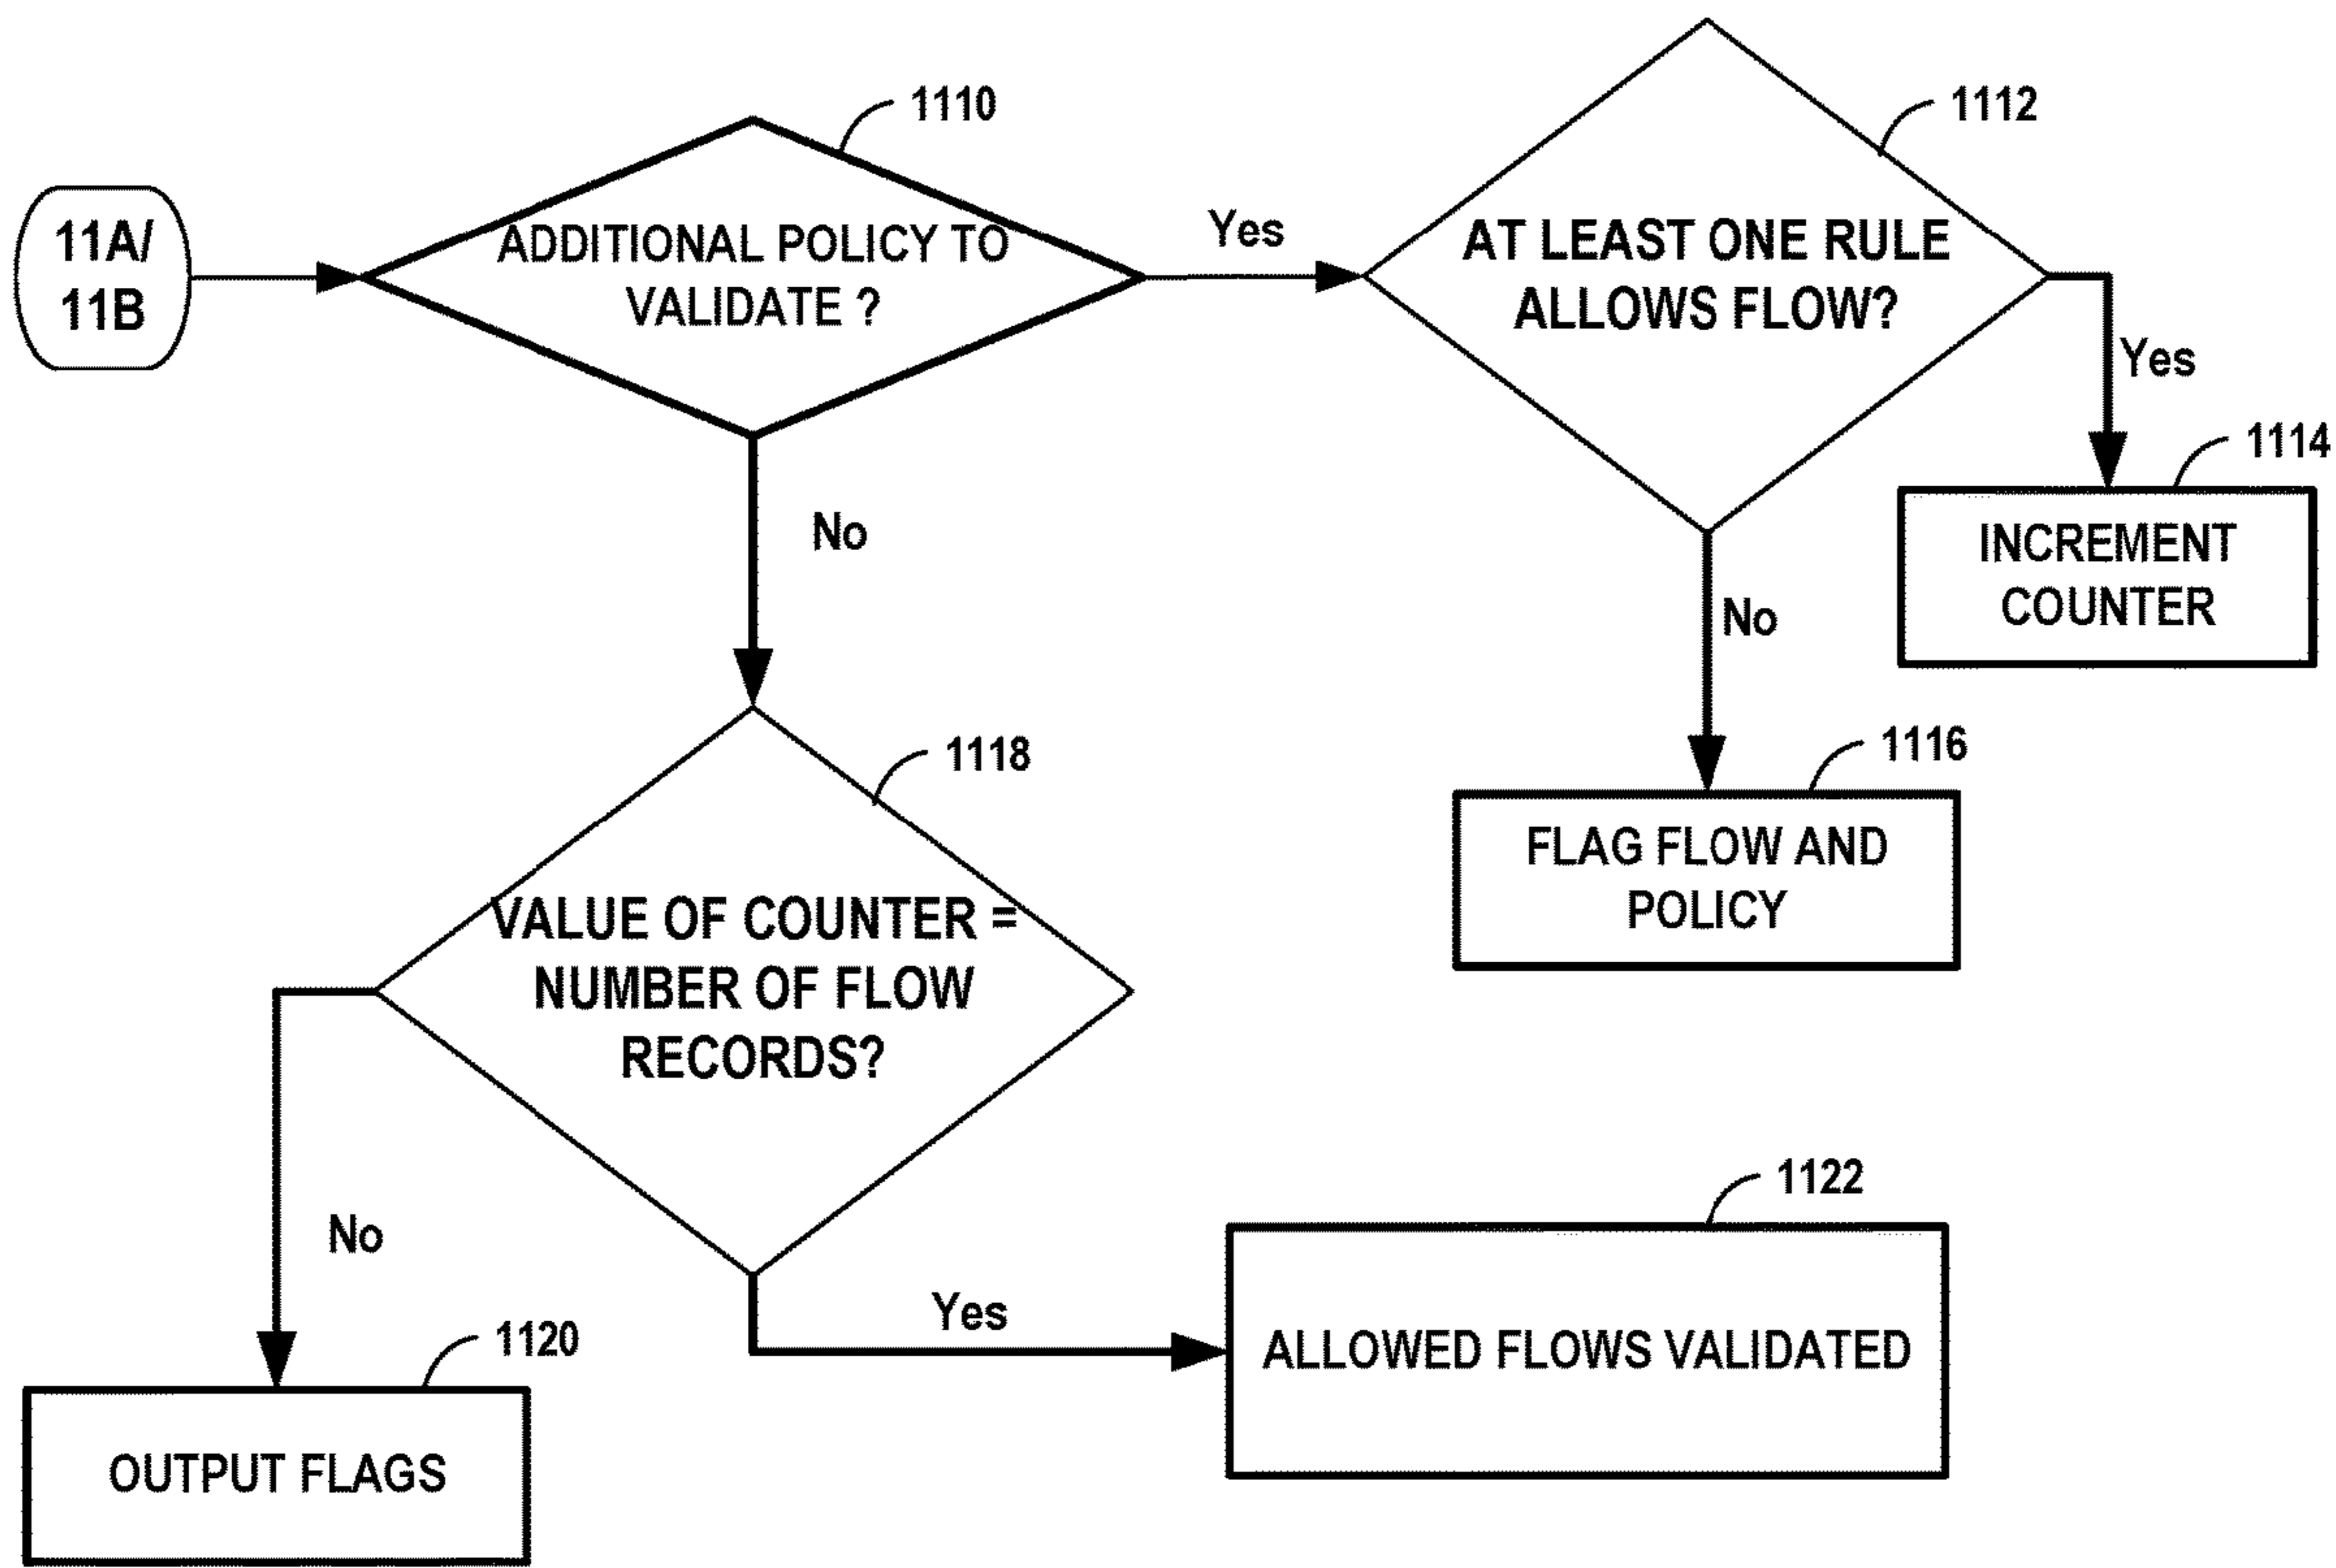 11A/
11B
1110
ADDITIONAL POLICY TO
VALIDATE ?
Yes
1112
AT LEAST ONE RULE
ALLOWS FLOW?
Yes
1114
INCREMENT
COUNTER
No
1116
FLAG FLOW AND
POLICY
No
1118
VALUE OF COUNTER =
NUMBER OF FLOW
RECORDS?
No
1120
OUTPUT FLAGS
Yes
1122
ALLOWED FLOWS VALIDATED